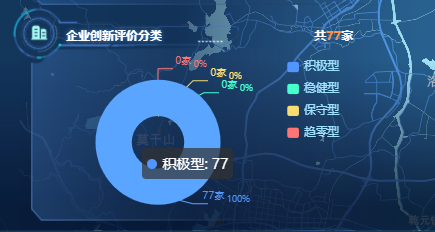 企业创新评价分类
共77家
0家 0%
0家 0%
0家 0%
积极型
稳健型
保守型
趋零型
莫干山
积极型: 77
77家 100%